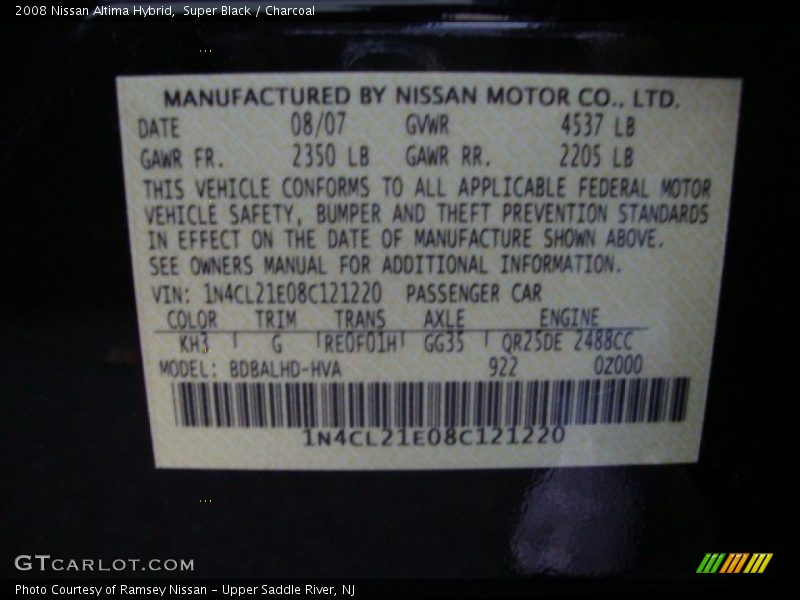 2008 Nissan Altima Hybrid,  Super Black / Charcoal
MANUFACTURED BY NISSAN MOTOR CO., LTD.
DATE 08/07 GVWR 4537 LB
GAWR FR. 2350 LB GAWR RR. 2205 LB
THIS VEHICLE CONFORMS TO ALL APPLICABLE FEDERAL MOTOR
VEHICLE SAFETY, BUMPER AND THEFT PREVENTION STANDARDS
IN EFFECT ON THE DATE OF MANUFACTURE SHOWN ABOVE.
SEE OWNERS MANUAL FOR ADDITIONAL INFORMATION.
VIN: 1N4CL21E08C121220 PASSENGER CAR
COLOR TRIM TRANS AXLE ENGINE
KH3 G RE0F01H GG35 QR25DE 2488CC
MODEL: BDBALHD-HVA 922 0Z000
1N4CL21E08C121220
GTCARLOT.COM
Photo Courtesy of Ramsey Nissan - Upper Saddle River, NJ